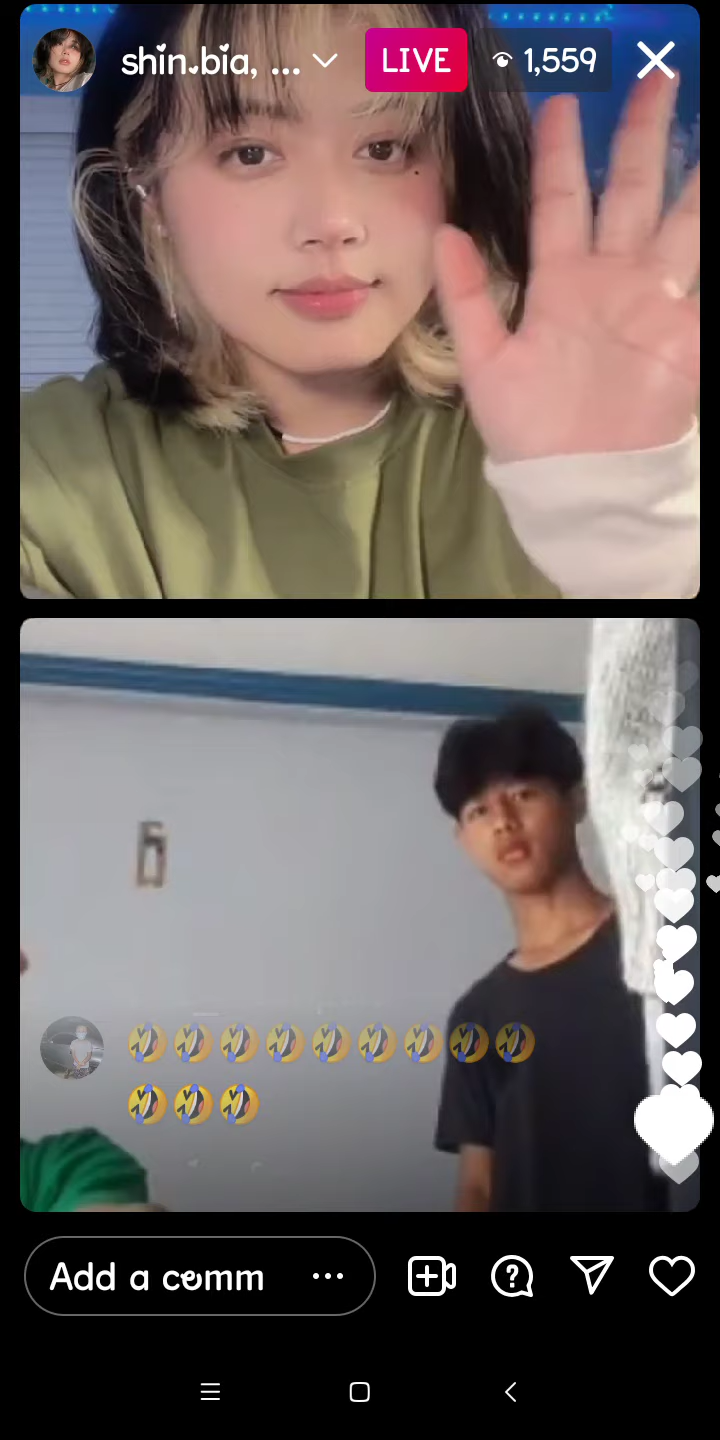 shin.bia, ...
LIVE
1,559
🤣🤣🤣🤣🤣🤣🤣🤣🤣
🤣🤣🤣
Add a comm